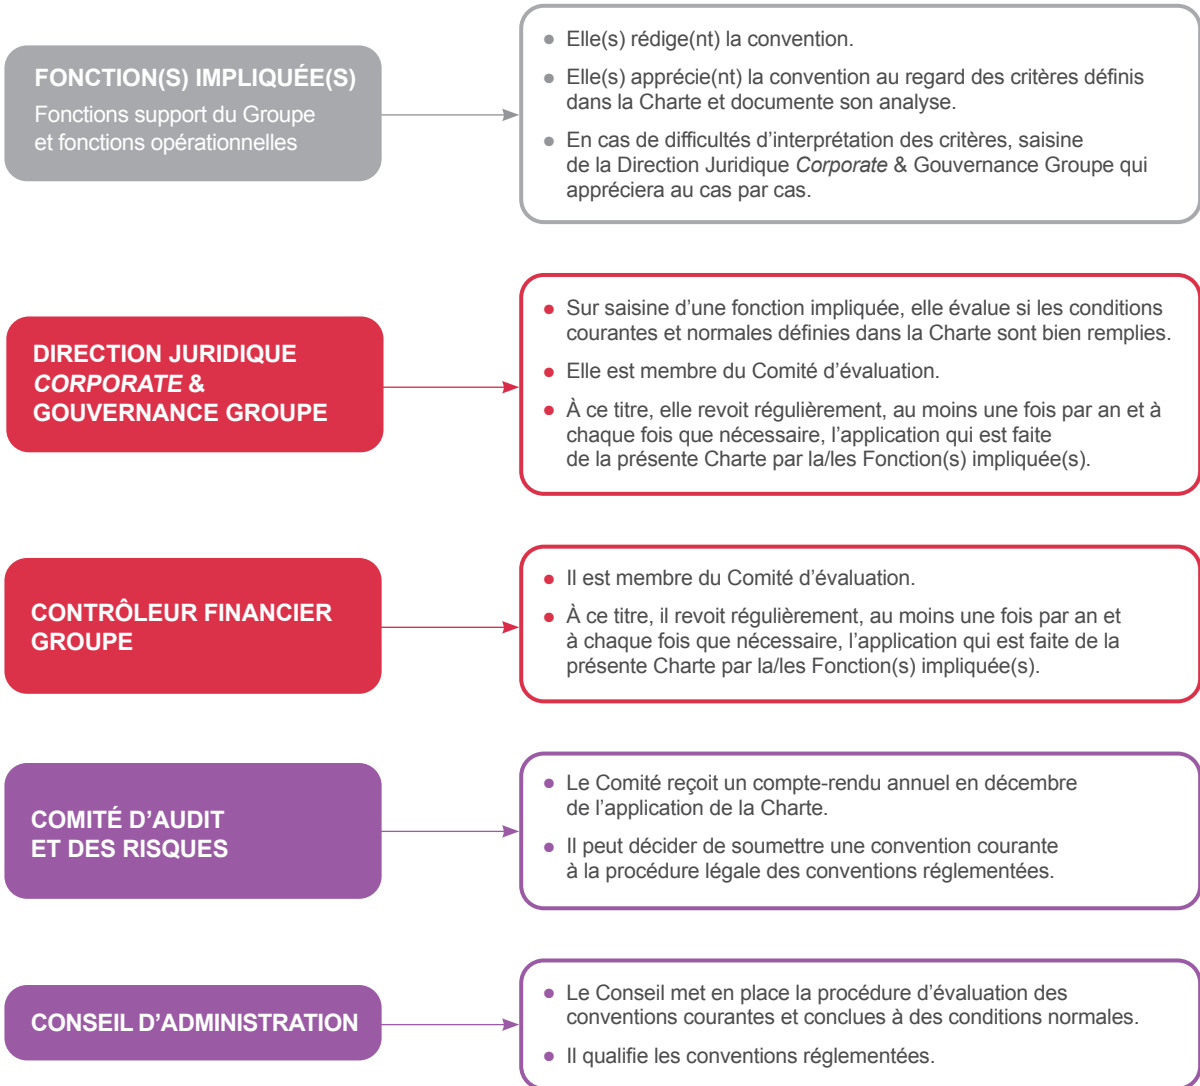 FONCTION(S) IMPLIQUÉE(S)
Fonctions support du Groupe
et fonctions opérationnelles
• Elle(s) rédige(nt) la convention.
• Elle(s) apprécie(nt) la convention au regard des critères définis
dans la Charte et documente son analyse.
• En cas de difficultés d’interprétation des critères, saisine
de la Direction Juridique Corporate & Gouvernance Groupe qui
appréciera au cas par cas.
DIRECTION JURIDIQUE
CORPORATE &
GOUVERNANCE GROUPE
• Sur saisine d’une fonction impliquée, elle évalue si les conditions
courantes et normales définies dans la Charte sont bien remplies.
• Elle est membre du Comité d’évaluation.
• À ce titre, elle revoit régulièrement, au moins une fois par an et à
chaque fois que nécessaire, l’application qui est faite
de la présente Charte par la/les Fonction(s) impliquée(s).
CONTRÔLEUR FINANCIER
GROUPE
• Il est membre du Comité d’évaluation.
• À ce titre, il revoit régulièrement, au moins une fois par an et
à chaque fois que nécessaire, l’application qui est faite de la
présente Charte par la/les Fonction(s) impliquée(s).
COMITÉ D’AUDIT
ET DES RISQUES
• Le Comité reçoit un compte-rendu annuel en décembre
de l’application de la Charte.
• Il peut décider de soumettre une convention courante
à la procédure légale des conventions réglementées.
CONSEIL D’ADMINISTRATION
• Le Conseil met en place la procédure d’évaluation des
conventions courantes et conclues à des conditions normales.
• Il qualifie les conventions réglementées.